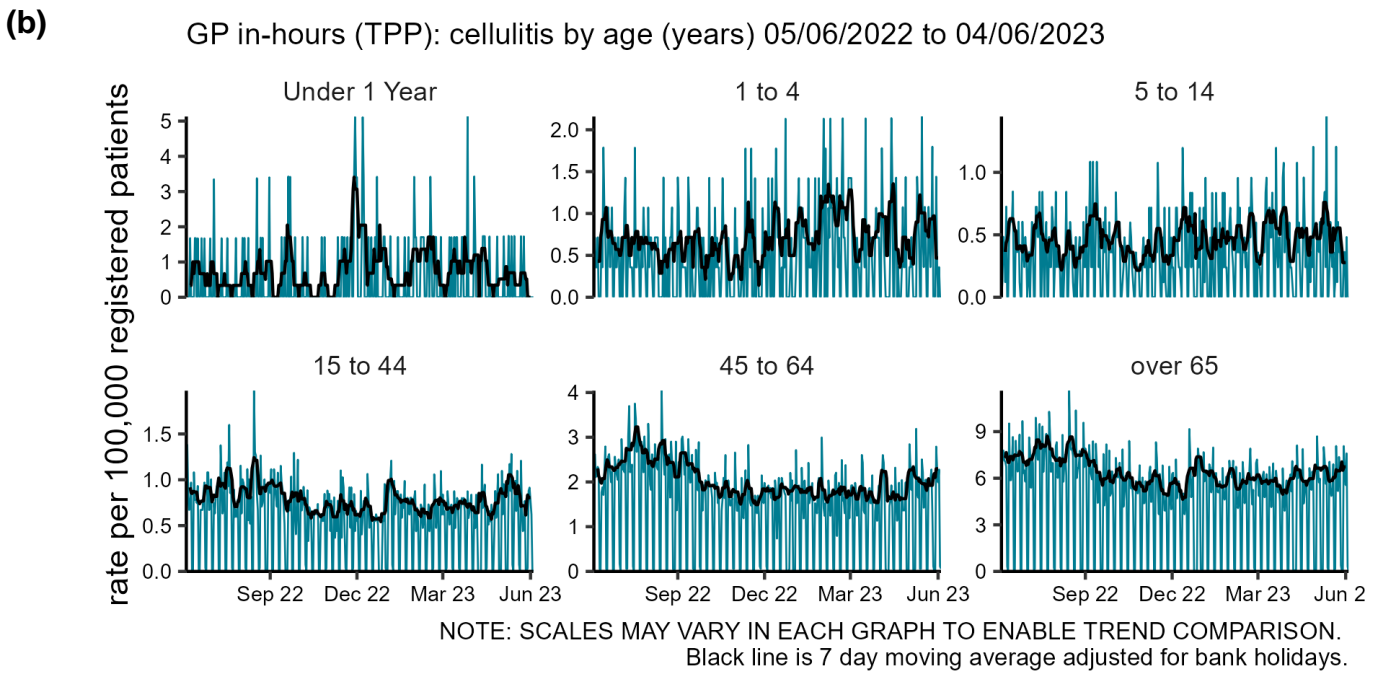 (b)
GP in-hours (TPP): cellulitis by age (years) 05/06/2022 to 04/06/2023
rate per 100,000 registered patients
Under 1 Year
5
4
3
2
1
0
1 to 4
2.0
1.5
1.0
0.5
0.0
5 to 14
1.0
0.5
0.0
15 to 44
1.5
1.0
0.5
0.0
Sep 22 Dec 22 Mar 23 Jun 23
45 to 64
4
3
2
1
0
Sep 22 Dec 22 Mar 23 Jun 23
over 65
9
6
3
0
Sep 22 Dec 22 Mar 23 Jun 2
NOTE: SCALES MAY VARY IN EACH GRAPH TO ENABLE TREND COMPARISON.
Black line is 7 day moving average adjusted for bank holidays.